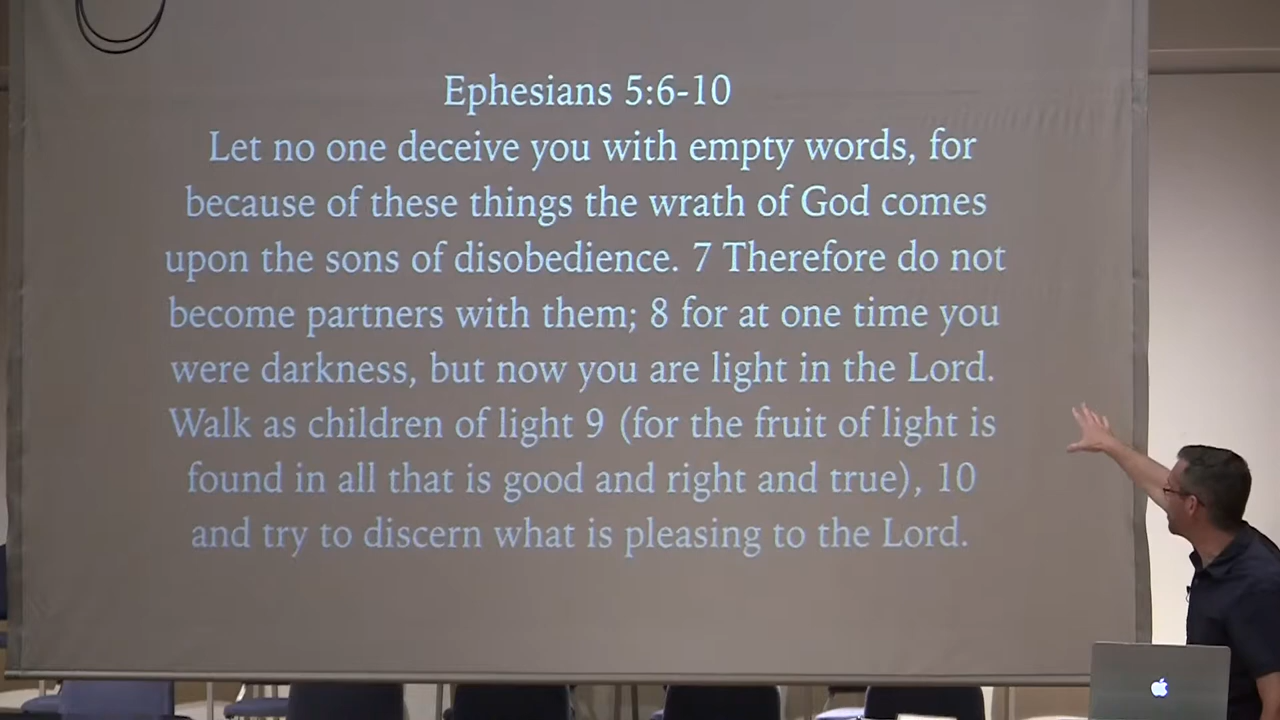 Ephesians 5:6-10
Let no one deceive you with empty words, for
because of these things the wrath of God comes
upon the sons of disobedience. 7 Therefore do not
become partners with them; 8 for at one time you
were darkness, but now you are light in the Lord.
Walk as children of light 9 (for the fruit of light is
found in all that is good and right and true), 10
and try to discern what is pleasing to the Lord.